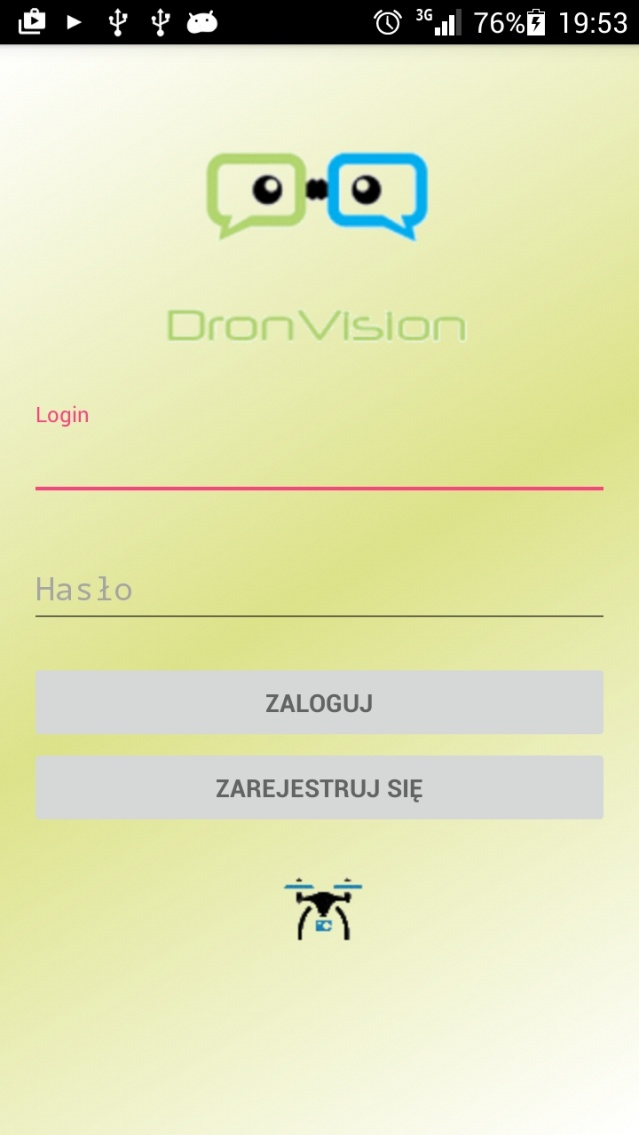 3G 76% 19:53
DronVision
Login
Hasło
ZALOGUJ
ZAREJESTRUJ SIĘ